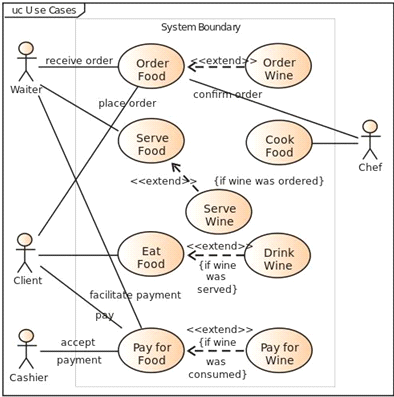 uc Use Cases
System Boundary
Waiter
receive order
Order
Food
<<extend>>
Order
Wine
place order
confirm order
Serve
Food
Cook
Food
Chef
<<extend>>
{if wine was ordered}
Serve
Wine
Client
Eat
Food
<<extend>>
{if wine
was
served}
Drink
Wine
facilitate payment
pay
Cashier
accept
payment
Pay for
Food
<<extend>>
{if wine
was
consumed}
Pay for
Wine